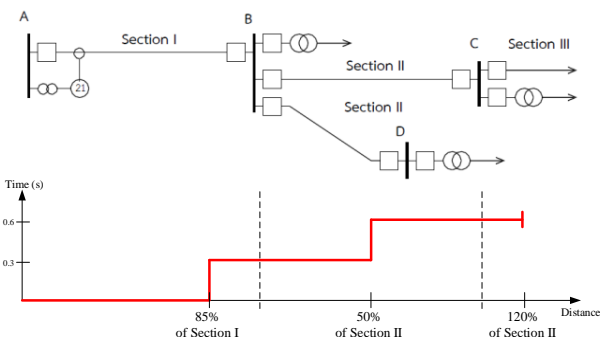 A
B
Section I
C
Section III
Section II
21
Section II
D
Time (s)
0.6
0.3
85%
of Section I
50%
of Section II
120%
of Section II
Distance